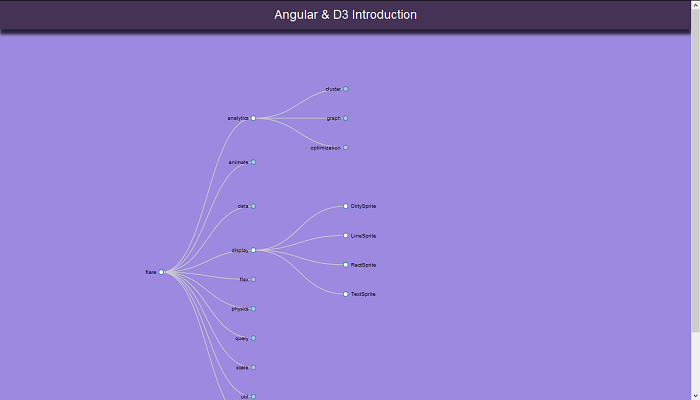 Angular & D3 Introduction
cluster
analytics
graph
optimization
animate
data
DirtySprite
LineSprite
display
RectSprite
flare
flex
TextSprite
physics
query
scale
util